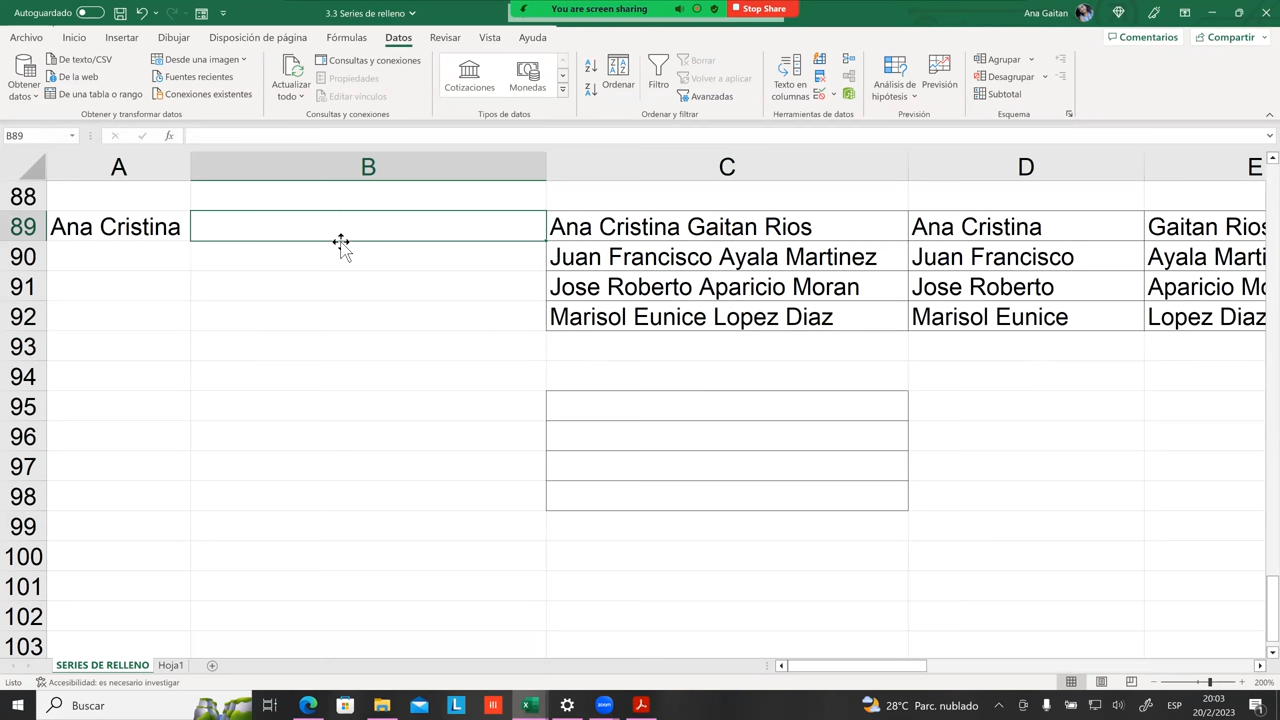 Autoguardado
3.3 Series de relleno
You are screen sharing
Stop Share
Ana Gaitan
Archivo Inicio Insertar Dibujar Disposición de página Fórmulas Datos Revisar Vista Ayuda
Comentarios Compartir
Obtener datos
De texto/CSV
De la web
De una tabla o rango
Desde una imagen
Fuentes recientes
Conexiones existentes
Obtener y transformar datos
Actualizar todo
Consultas y conexiones
Propiedades
Editar vínculos
Consultas y conexiones
Cotizaciones
Monedas
Tipos de datos
Ordenar
Filtro
Borrar
Volver a aplicar
Avanzadas
Ordenar y filtrar
Texto en columnas
Herramientas de datos
Análisis de hipótesis
Previsión
Previsión
Agrupar
Desagrupar
Subtotal
Esquema
B89
fx
A B C D E
88
89 Ana Cristina Ana Cristina Gaitan Rios Ana Cristina Gaitan Rios
90 Juan Francisco Ayala Martinez Juan Francisco Ayala Marti
91 Jose Roberto Aparicio Moran Jose Roberto Aparicio Mo
92 Marisol Eunice Lopez Diaz Marisol Eunice Lopez Diaz
93
94
95
96
97
98
99
100
101
102
103
SERIES DE RELLENO Hoja1
Listo
Accesibilidad: es necesario investigar
200%
Buscar
L
zoom
28°C Parc. nublado
ESP
20:03
20/2/2023